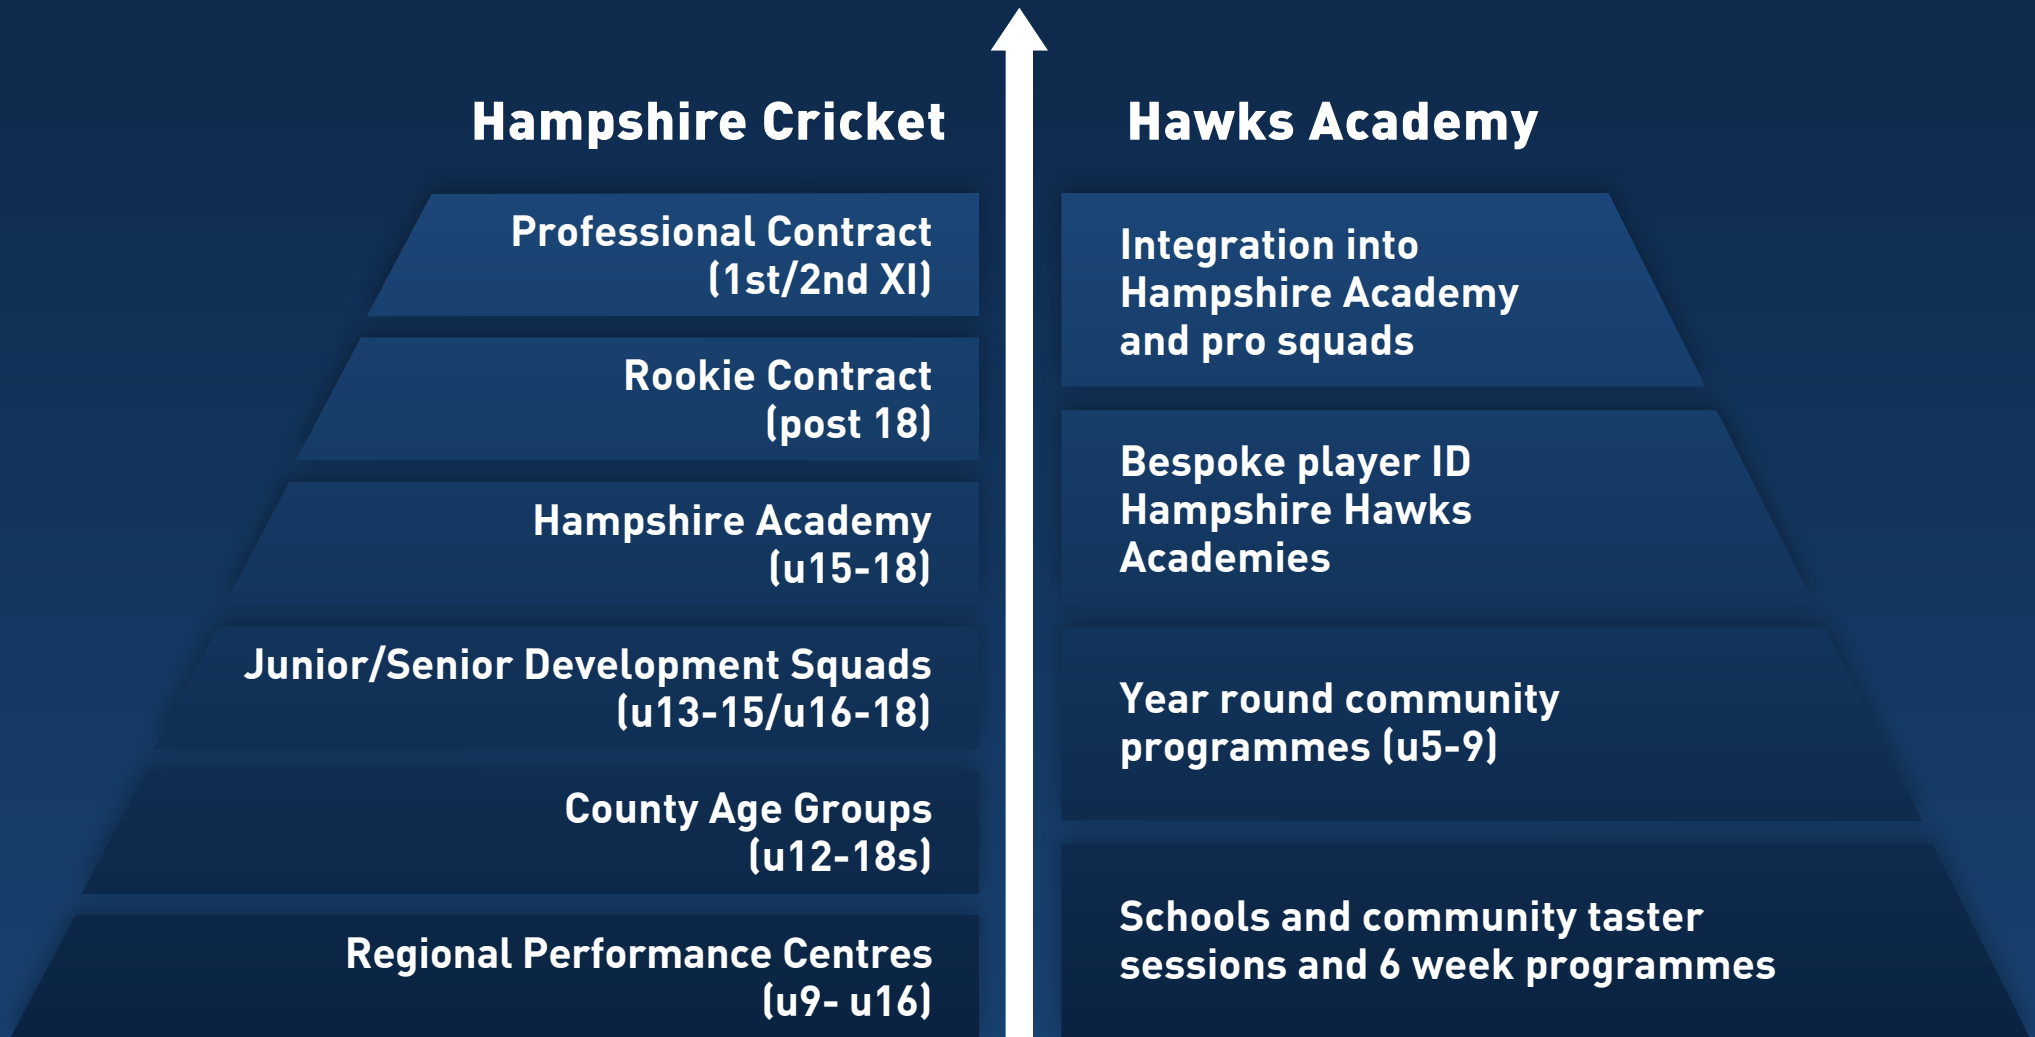 Hampshire Cricket
Professional Contract
(1st/2nd XI)
Rookie Contract
(post 18)
Hampshire Academy
(u15-18)
Junior/Senior Development Squads
(u13-15/u16-18)
County Age Groups
(u12-18s)
Regional Performance Centres
(u9- u16)
Hawks Academy
Integration into
Hampshire Academy
and pro squads
Bespoke player ID
Hampshire Hawks
Academies
Year round community
programmes (u5-9)
Schools and community taster
sessions and 6 week programmes